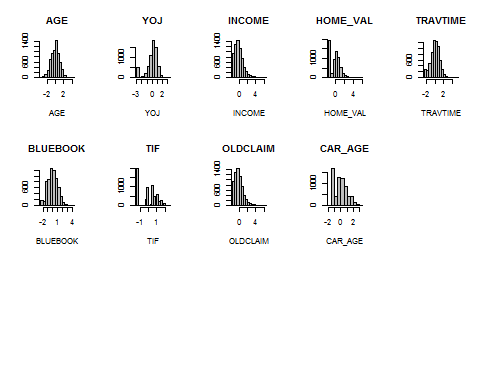 AGE YOJ INCOME HOME_VAL TRAVTIME
0 600 1400 0 1000 0 600 1400 0 1000 0 600
-2 2 -3 0 2 0 4 0 4 -2 2
AGE YOJ INCOME HOME_VAL TRAVTIME
BLUEBOOK TIF OLDCLAIM CAR_AGE
0 600 0 1000 0 600 1400 0 1000
-2 1 -1 1 0 4 -2 0 2
BLUEBOOK TIF OLDCLAIM CAR_AGE